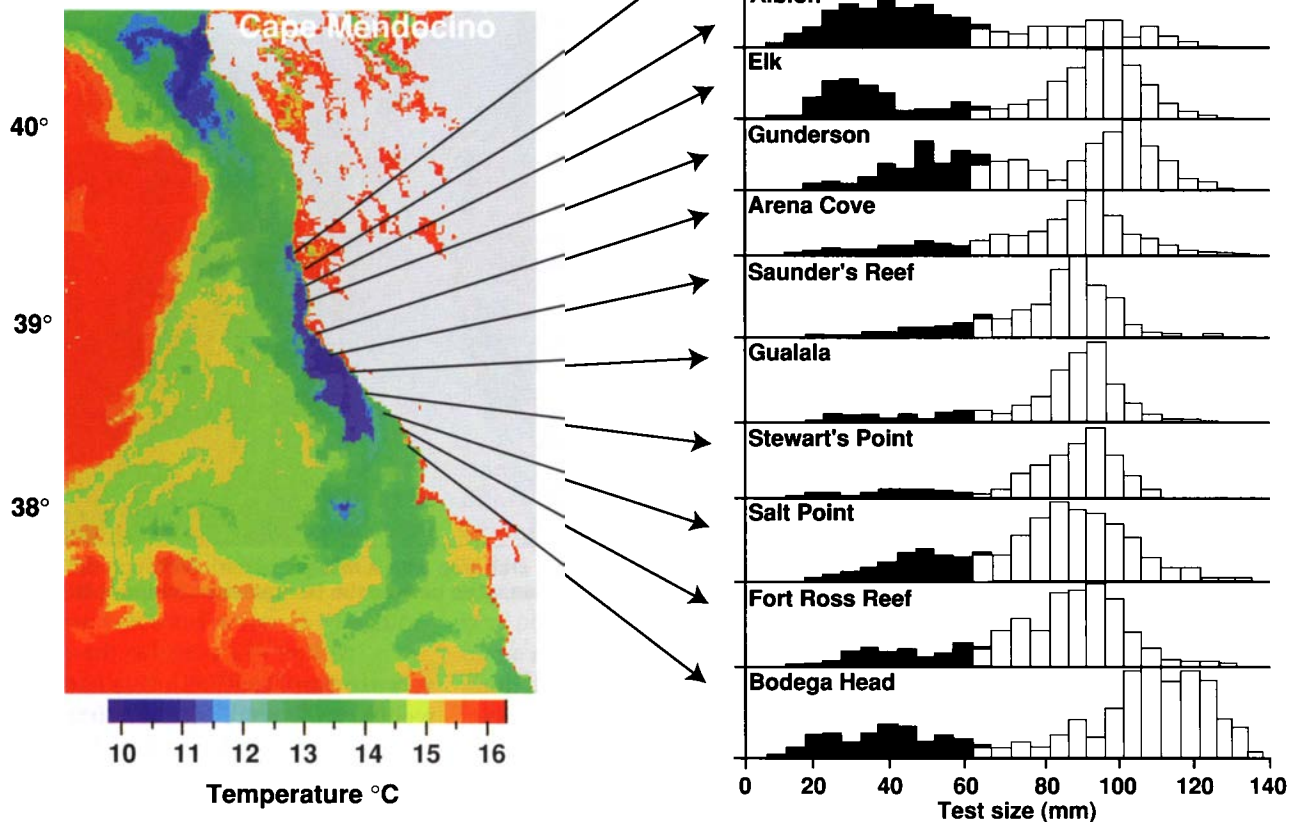 Cape Mendocino
40°
39°
38°
10 11 12 13 14 15 16
Temperature °C
Albion
Elk
Gunderson
Arena Cove
Saunder's Reef
Gualala
Stewart's Point
Salt Point
Fort Ross Reef
Bodega Head
0 20 40 60 80 100 120 140
Test size (mm)